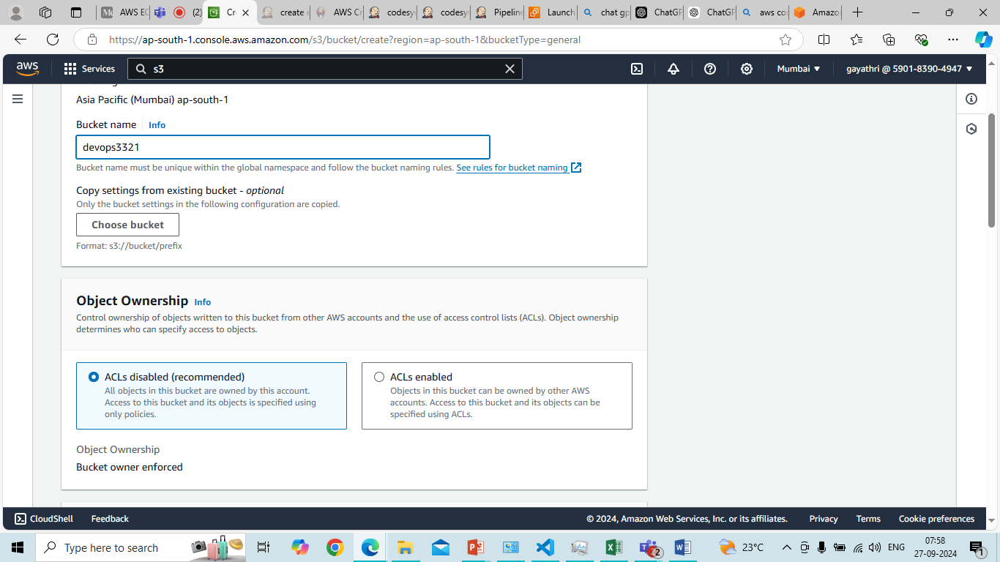 AWS EC
(2)
Cr
create e
AWS Cr
codesy
codesy
Pipeline
Launch
chat gp
ChatGP
ChatGP
aws co
Amazo
https://ap-south-1.console.aws.amazon.com/s3/bucket/create?region=ap-south-1&bucketType=general
aws
Services
s3
Mumbai
gayathri @ 5901-8390-4947
Asia Pacific (Mumbai) ap-south-1
Bucket name Info
devops3321
Bucket name must be unique within the global namespace and follow the bucket naming rules. See rules for bucket naming
Copy settings from existing bucket - optional
Only the bucket settings in the following configuration are copied.
Choose bucket
Format: s3://bucket/prefix
Object Ownership Info
Control ownership of objects written to this bucket from other AWS accounts and the use of access control lists (ACLs). Object ownership
determines who can specify access to objects.
ACLs disabled (recommended)
All objects in this bucket are owned by this account.
Access to this bucket and its objects is specified using
only policies.
ACLs enabled
Objects in this bucket can be owned by other AWS
accounts. Access to this bucket and its objects can be
specified using ACLs.
Object Ownership
Bucket owner enforced
CloudShell
Feedback
© 2024, Amazon Web Services, Inc. or its affiliates.
Privacy
Terms
Cookie preferences
Type here to search
2
23°C
ENG
07:58
27-09-2024
1